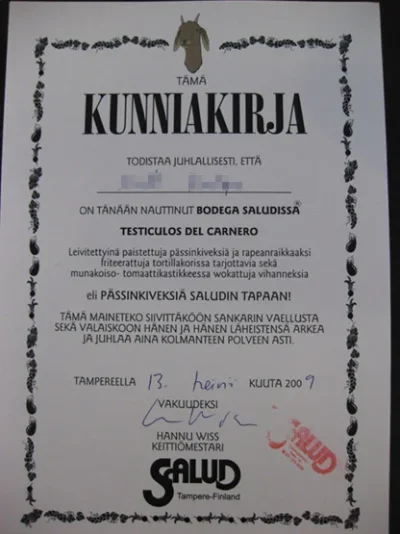 TÄMÄ
KUNNIAKIRJA
TODISTAA JUHLALLISESTI, ETTÄ
ON TÄNÄÄN NAUTTINUT BODEGA SALUDISSA
TESTICULOS DEL CARNERO
Leivitettyinä paistettuja pässinkiveksiä ja rapeanraikkaaksi
friteerattuja tortillakorissa tarjottavia sekä
munakoiso- tomaattikastikkeessa wokattuja vihanneksia
eli PÄSSINKIVEKSIÄ SALUDIN TAPAAN!
TÄMÄ MAINETEKO SIIVITTÄKÖÖN SANKARIN VAELLUSTA
SEKÄ VALAISKOON HÄNEN JA HÄNEN LÄHEISTENSÄ ARKEA
JA JUHLAA AINA KOLMANTEEN POLVEEN ASTI.
TAMPEREELLA 13. heinä KUUTA 2009
VAKUUDEKSI
HANNU WISS
KEITTIÖMESTARI
SALUD
SALUD
Tampere-Finland